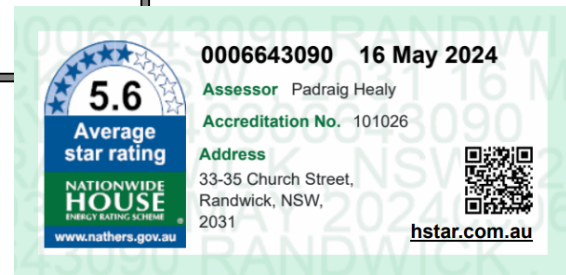 0006643090 16 May 2024
5.6
Average
star rating
NATIONWIDE
HOUSE
ENERGY RATING SCHEME ®
www.nathers.gov.au
Assessor Padraig Healy
Accreditation No. 101026
Address
33-35 Church Street,
Randwick, NSW,
2031
hstar.com.au